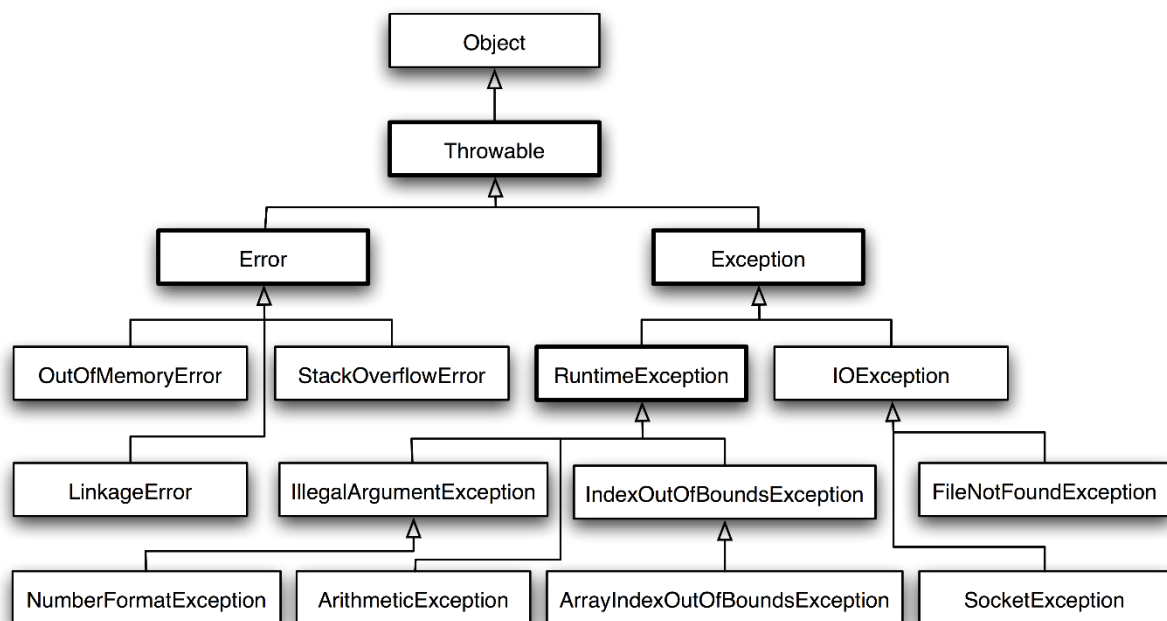 Object
Throwable
Error
Exception
OutOfMemoryError
StackOverflowError
RuntimeException
IOException
LinkageError
IllegalArgumentException
IndexOutOfBoundsException
FileNotFoundException
NumberFormatException
ArithmeticException
ArrayIndexOutOfBoundsException
SocketException